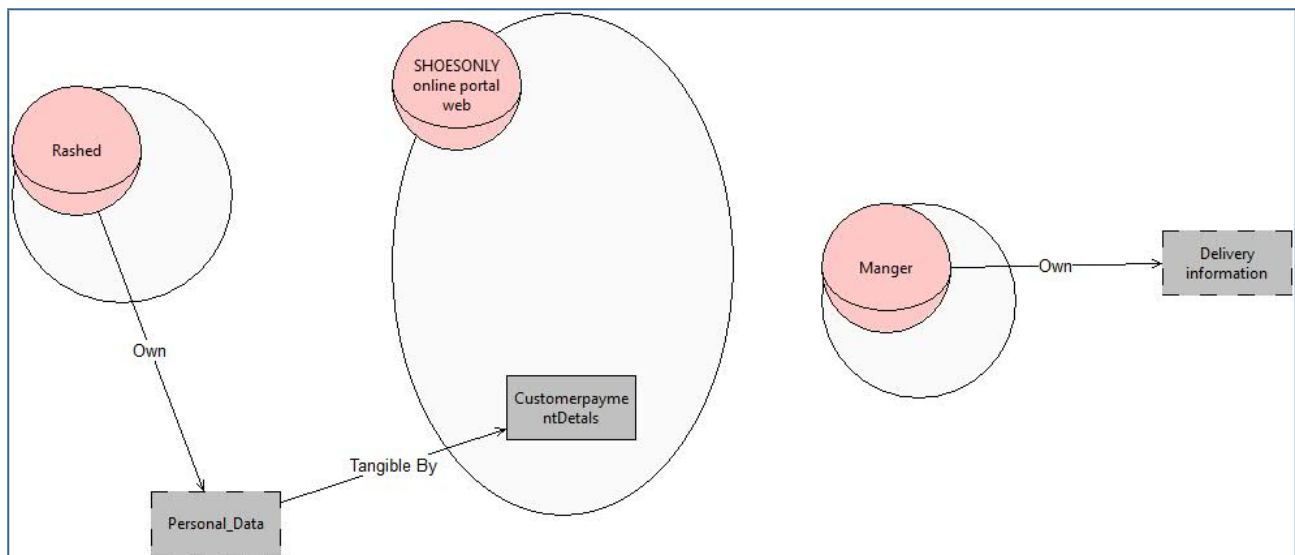 SHOESONLY
online portal
web
Rashed
Manger
Own
Delivery
information
Own
Customerpayme
ntDetals
Tangible By
Personal_Data